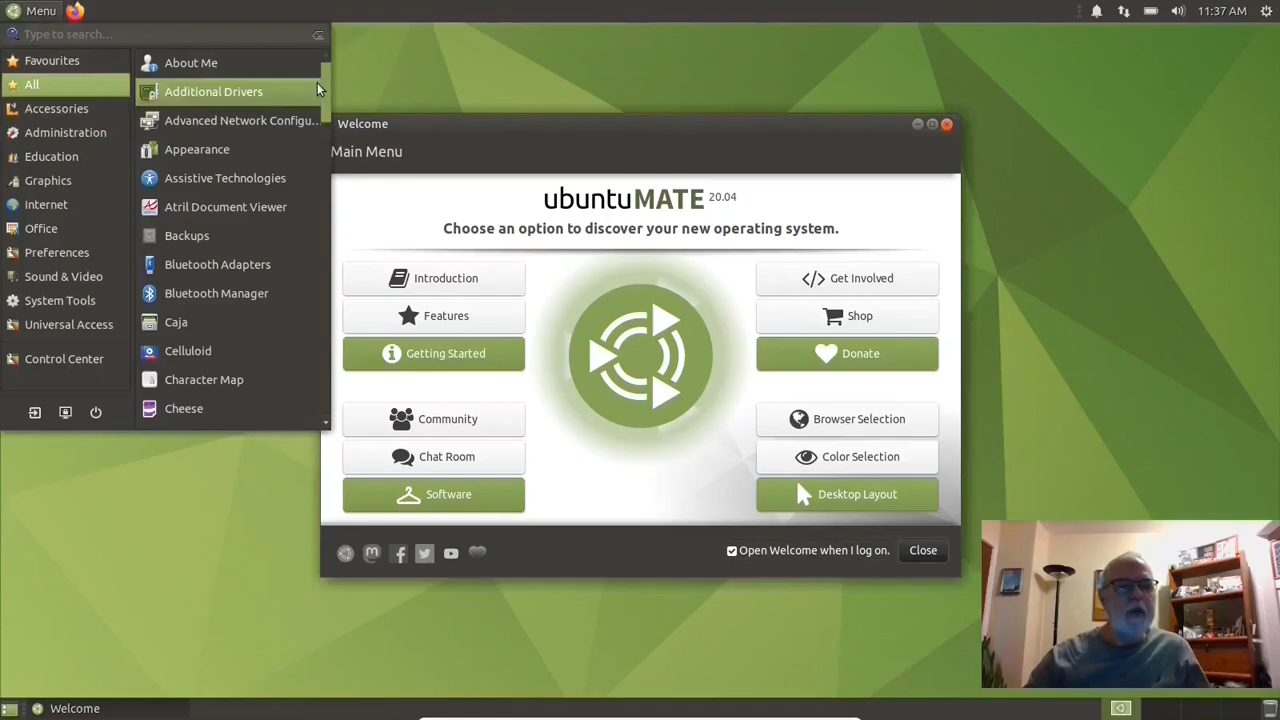 Menu
11:37 AM
Type to search...
Favourites
All
Accessories
Administration
Education
Graphics
Internet
Office
Preferences
Sound & Video
System Tools
Universal Access
Control Center
About Me
Additional Drivers
Advanced Network Configu...
Appearance
Assistive Technologies
Atril Document Viewer
Backups
Bluetooth Adapters
Bluetooth Manager
Caja
Celluloid
Character Map
Cheese
Welcome
Main Menu
ubuntuMATE 20.04
Choose an option to discover your new operating system.
Introduction
Features
Getting Started
Community
Chat Room
Software
Get Involved
Shop
Donate
Browser Selection
Color Selection
Desktop Layout
Open Welcome when I log on.
Close
Welcome